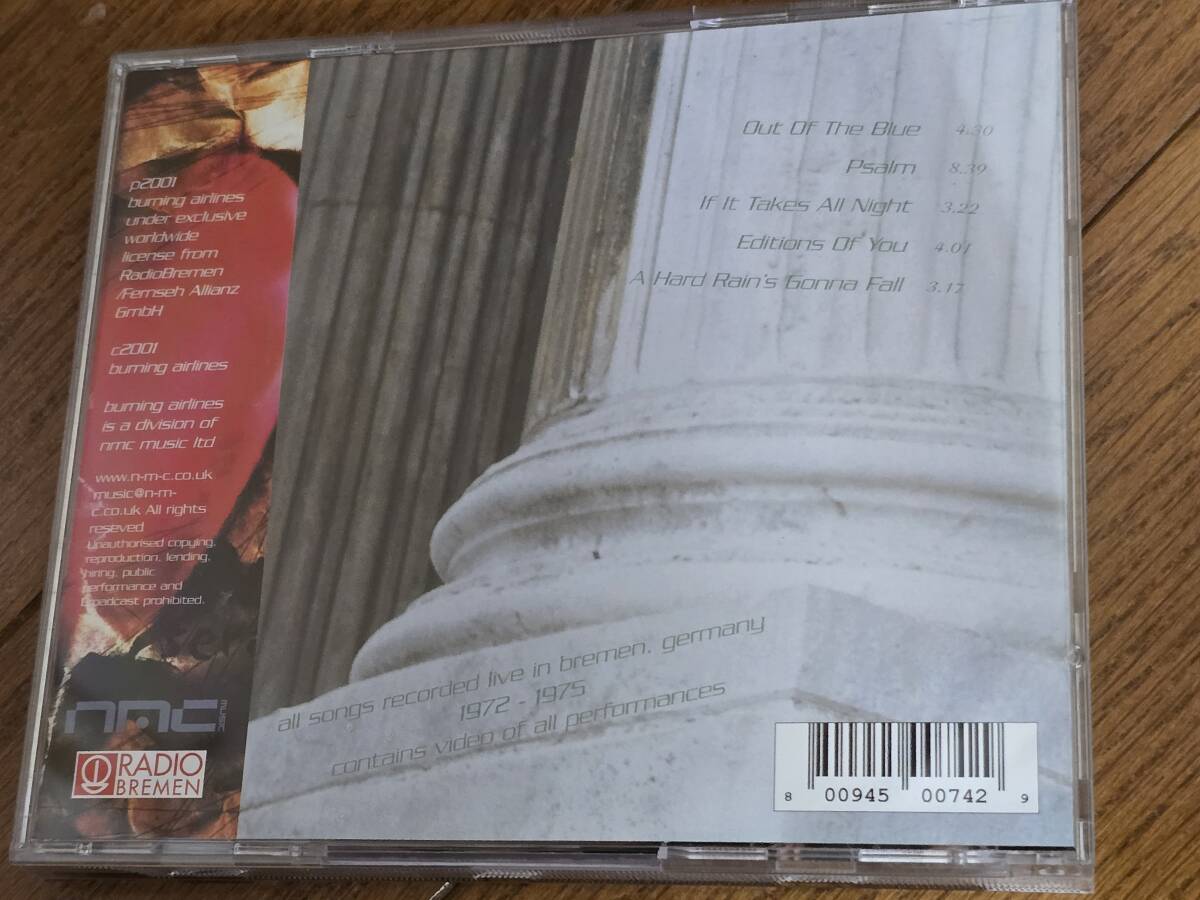 p2001
burning airlines
under exclusive
worldwide
license from
RadioBremen
/Fernseh Allianz
GmbH
c2001
burning airlines
burning airlines
is a division of
nmc music ltd
www.n-m-c.co.uk
music@n-m-
c.co.uk All rights
reseved
Unauthorised copying,
reproduction, lending,
hiring, public
performance and
Broadcast prohibited.
nmc music
RADIO
BREMEN
Out Of The Blue 4.30
Psalm 8.39
If It Takes All Night 3.22
Editions Of You 4.01
A Hard Rain's Gonna Fall 3.17
all songs recorded live in bremen, germany
1972 - 1975
contains video of all performances
8 00945 00742 9